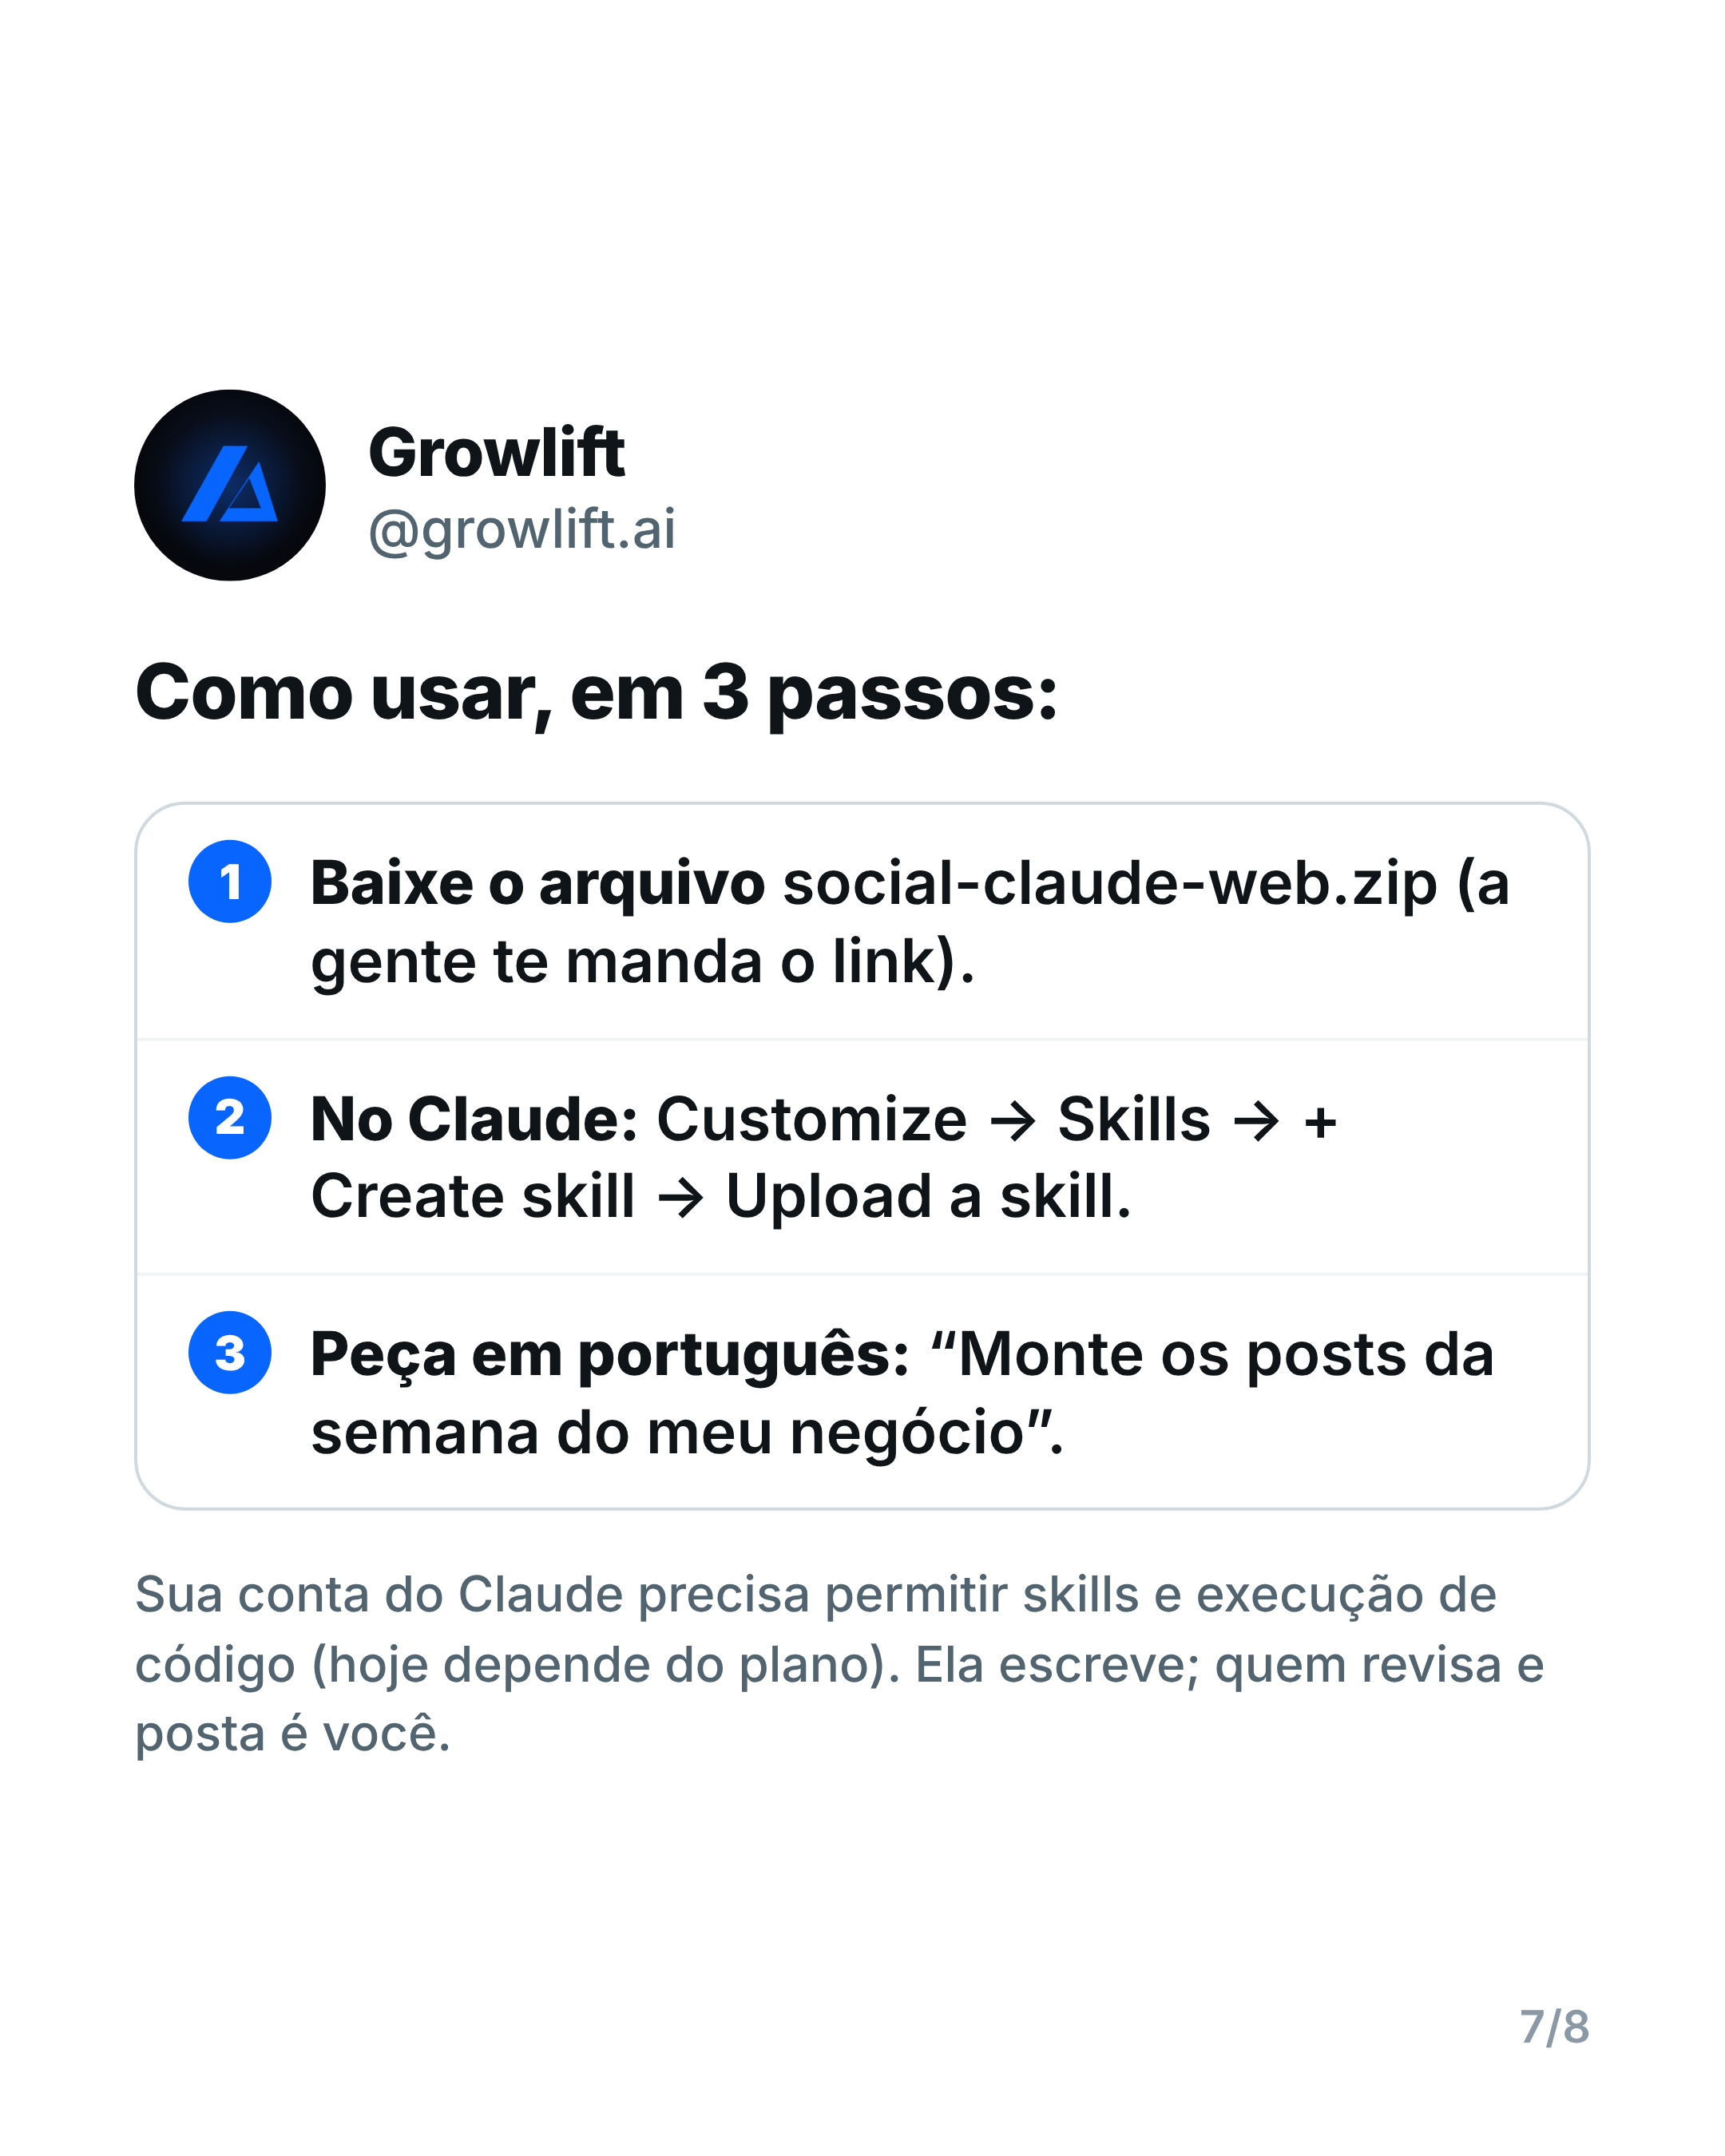 Growlift
@growlift.ai
Como usar, em 3 passos:
1 Baixe o arquivo social-claude-web.zip (a
gente te manda o link).
2 No Claude: Customize → Skills → +
Create skill → Upload a skill.
3 Peça em português: “Monte os posts da
semana do meu negócio”.
Sua conta do Claude precisa permitir skills e execução de
código (hoje depende do plano). Ela escreve; quem revisa e
posta é você.
7/8